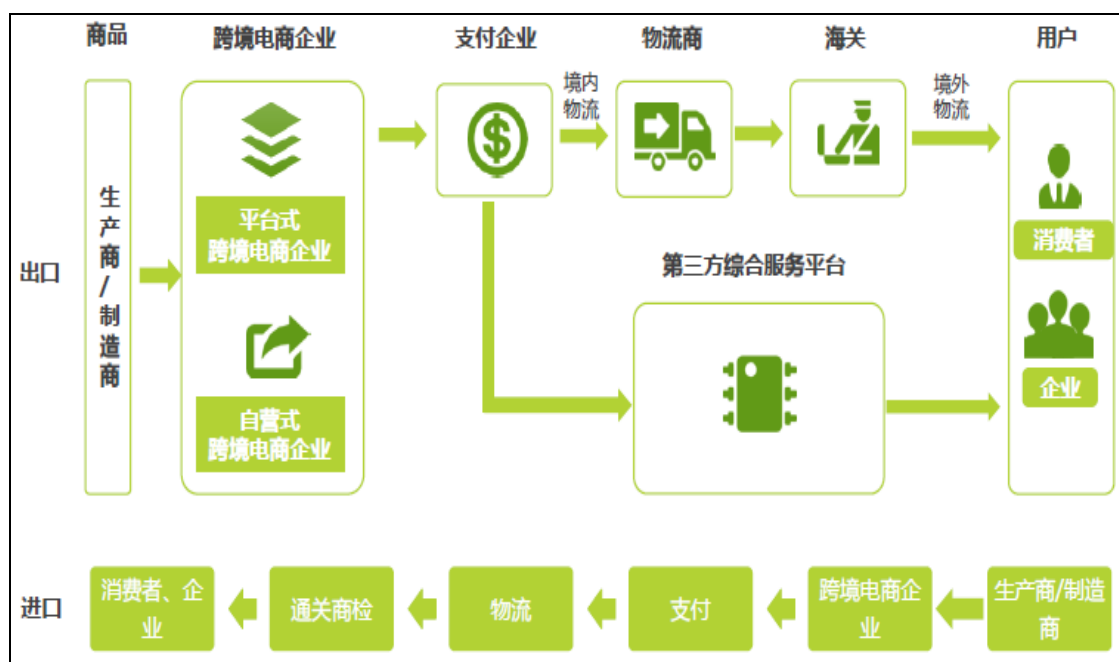 商品
跨境电商企业
支付企业
物流商
海关
用户
境内
物流
境外
物流
出口
生
产
商
/
制
造
商
平台式
跨境电商企业
自营式
跨境电商企业
第三方综合服务平台
消费者
企业
进口
消费者、企
业
通关商检
物流
支付
跨境电商企
业
生产商/制造
商